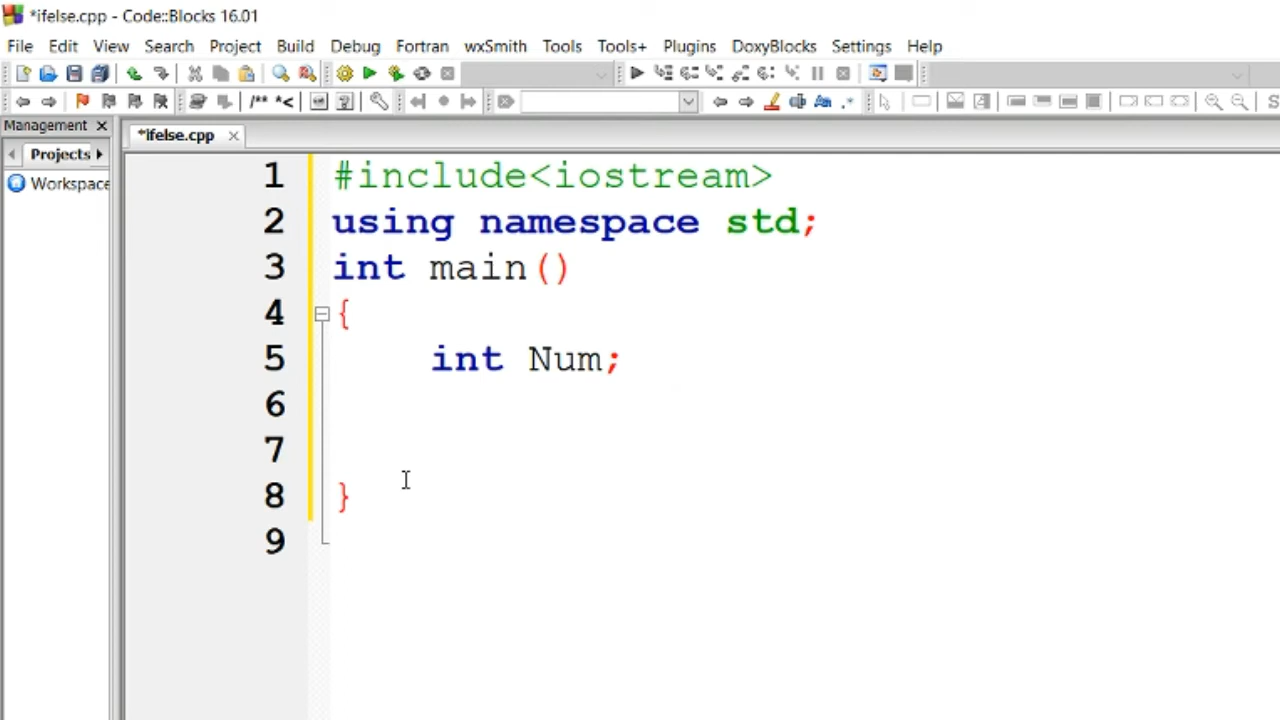 *ifelse.cpp - Code::Blocks 16.01
File Edit View Search Project Build Debug Fortran wxSmith Tools Tools+ Plugins DoxyBlocks Settings Help
/** *<
Management
*ifelse.cpp
Projects
Workspace
1 #include<iostream>
2 using namespace std;
3 int main()
4 {
5 int Num;
6
7
8 }
9